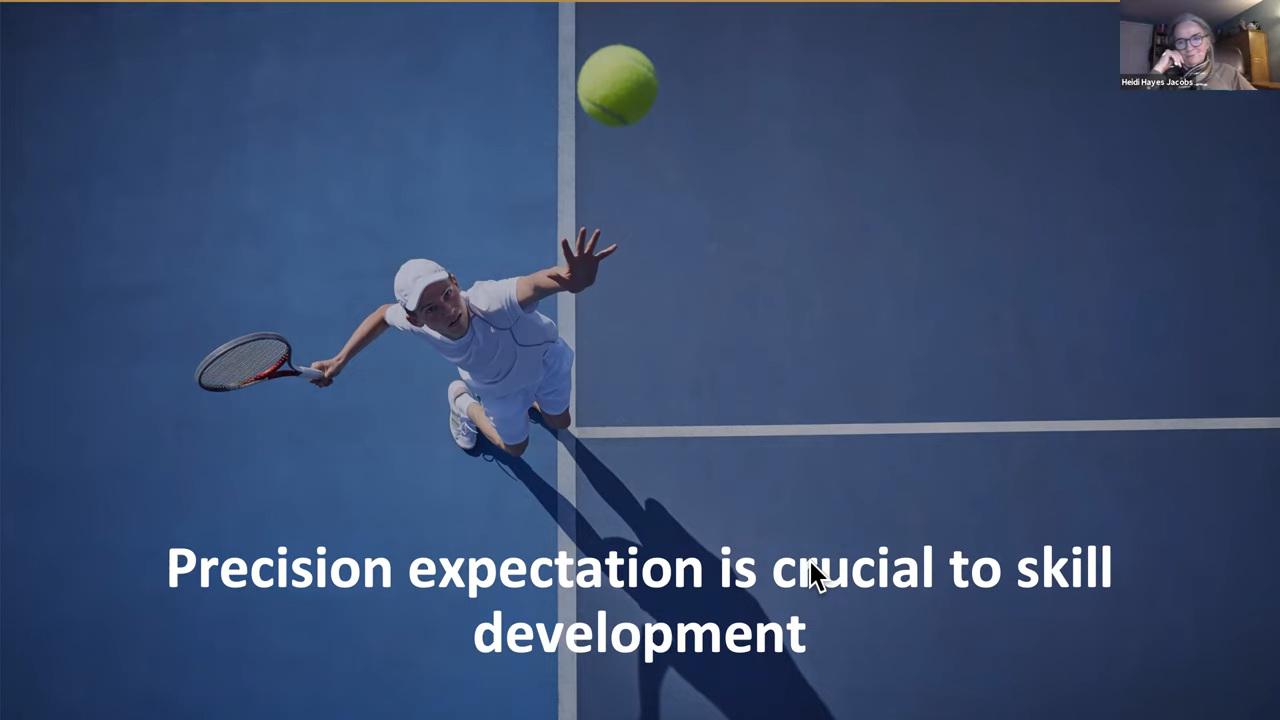 Heidi Hayes Jacobs
Precision expectation is crucial to skill
development